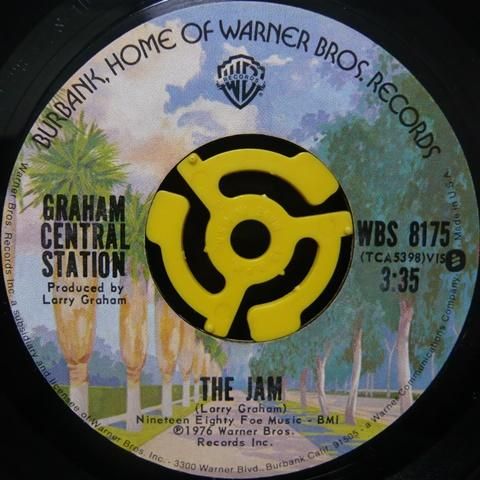 BURBANK, HOME OF WARNER BROS. RECORDS
WB
RECORDS
GRAHAM
CENTRAL
STATION
Produced by
Larry Graham
WBS 8175
(TCA5398)VIS
3:35
Made in U.S.A.
THE JAM
(Larry Graham)
Nineteen Eighty Foe Music - BMI
℗1976 Warner Bros.
Records Inc.
Warner Bros. Records Inc. a subsidiary and licensee of Warner Bros. Inc. - 3300 Warner Blvd., Burbank, Calif. 91505 - a Warner Communications Company